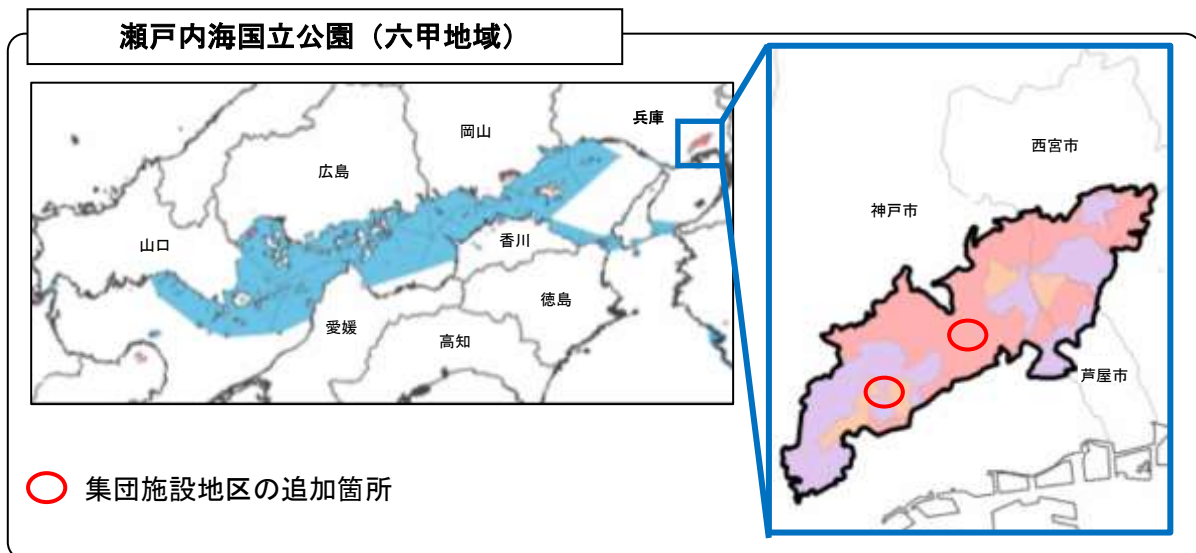 瀬戸内海国立公園（六甲地域）
兵庫
岡山
広島
山口
香川
徳島
愛媛
高知
西宮市
神戸市
芦屋市
集団施設地区の追加箇所